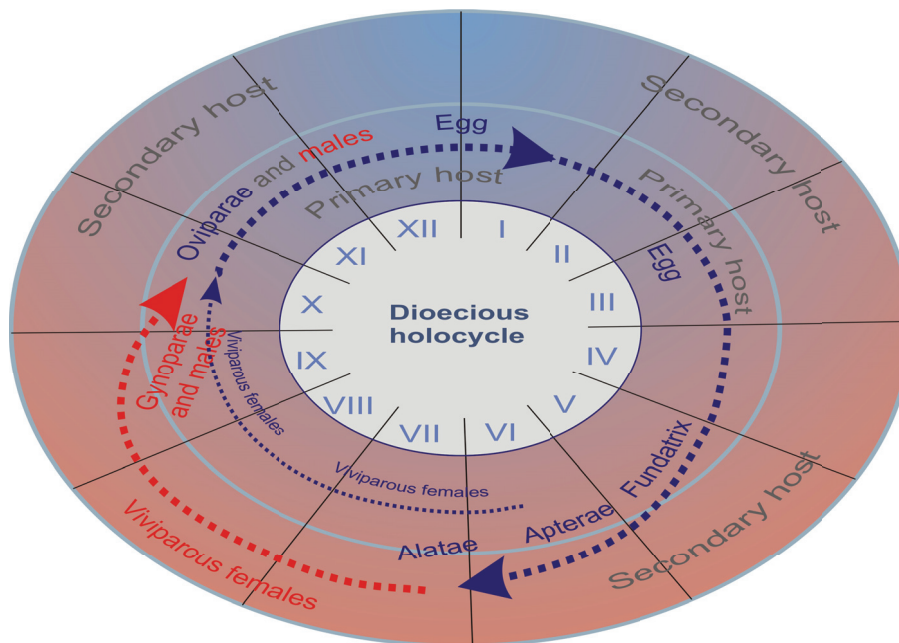 Secondary host
Secondary host
Egg
Oviparae and males
Primary host
Primary host
Egg
XII
I
XI
II
X
III
Dioecious
holocycle
IX
IV
VIII
V
VII
VI
Gynoparae
and males
Viviparous females
Viviparous females
Fundatrix
Apterae
Alatae
Viviparous females
Secondary host